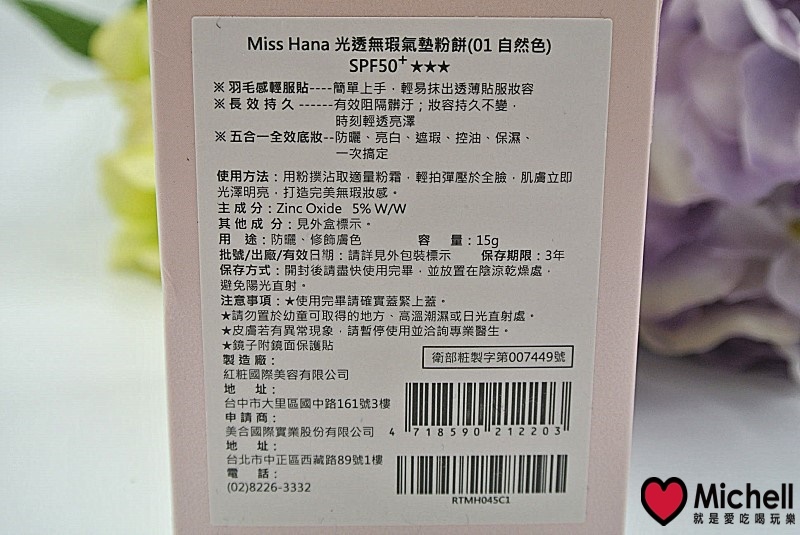 Miss Hana 光透無瑕氣墊粉餅(01 自然色)
SPF50⁺★★★
※ 羽毛感輕服貼----簡單上手，輕易抹出透薄貼服妝容
※ 長 效 持 久 ------有效阻隔髒汙；妝容持久不變，
時刻輕透亮澤
※ 五合一全效底妝--防曬、亮白、遮瑕、控油、保濕、
一次搞定
使用方法：用粉撲沾取適量粉霜，輕拍彈壓於全臉，肌膚立即
光澤明亮，打造完美無瑕妝感。
主 成 分：Zinc Oxide 5% W/W
其 他 成 分：見外盒標示。
用 途：防曬、修飾膚色 容 量：15g
批號/出廠/有效日期：請詳見外包裝標示 保存期限：3年
保存方式：開封後請盡快使用完畢，並放置在陰涼乾燥處，
避免陽光直射。
注意事項：★使用完畢請確實蓋緊上蓋。
★請勿置於幼童可取得的地方、高溫潮濕或日光直射處。
★皮膚若有異常現象，請暫停使用並洽詢專業醫生。
★鏡子附鏡面保護貼
製 造 廠： 衛部粧製字第007449號
紅粧國際美容有限公司
地 址：
台中市大里區國中路161號3樓
申 請 商：
美合國際實業股份有限公司 4 718590 212203
地 址：
台北市中正區西藏路89號1樓
電 話：
(02)8226-3332 RTMH045C1
Michell
就是愛吃喝玩樂